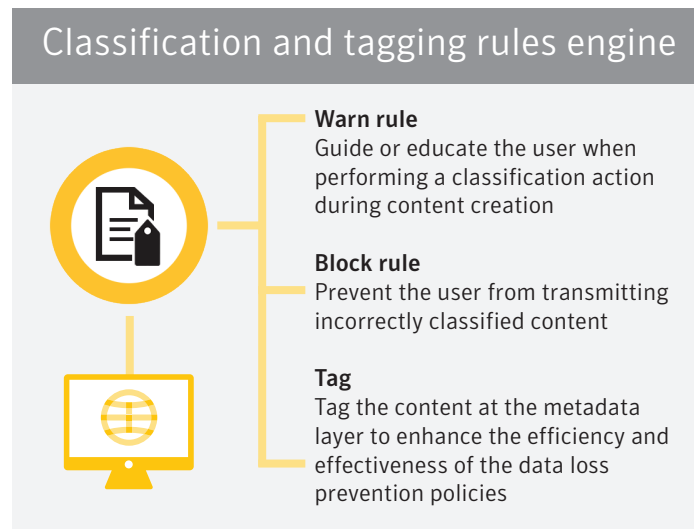 Classification and tagging rules engine
Warn rule
Guide or educate the user when
performing a classification action
during content creation
Block rule
Prevent the user from transmitting
incorrectly classified content
Tag
Tag the content at the metadata
layer to enhance the efficiency and
effectiveness of the data loss
prevention policies